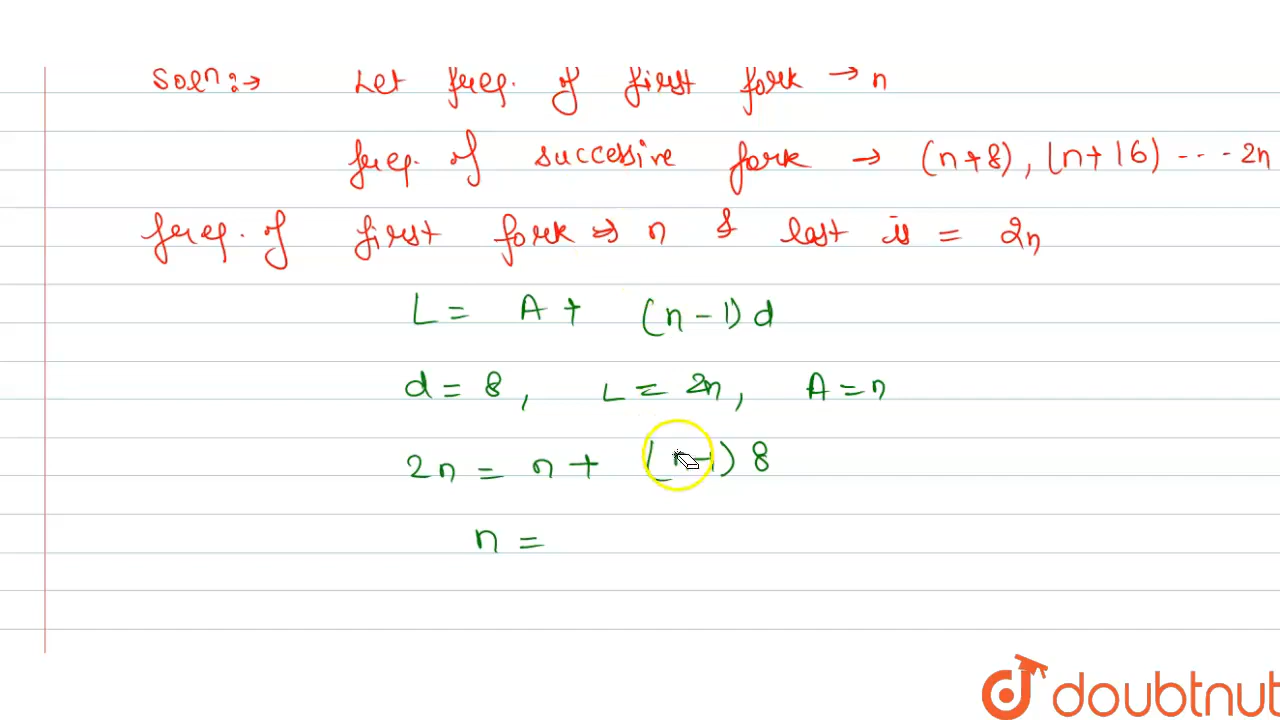 Soln:→ Let freq. of first fork → n
freq. of successive fork → (n+8), (n+16) --- 2n
freq. of first fork ⇒ n & last is = 2n
L = A + (n-1)d
d = 8, L = 2n, A = n
2n = n + (n-1) 8
n =
doubtnut